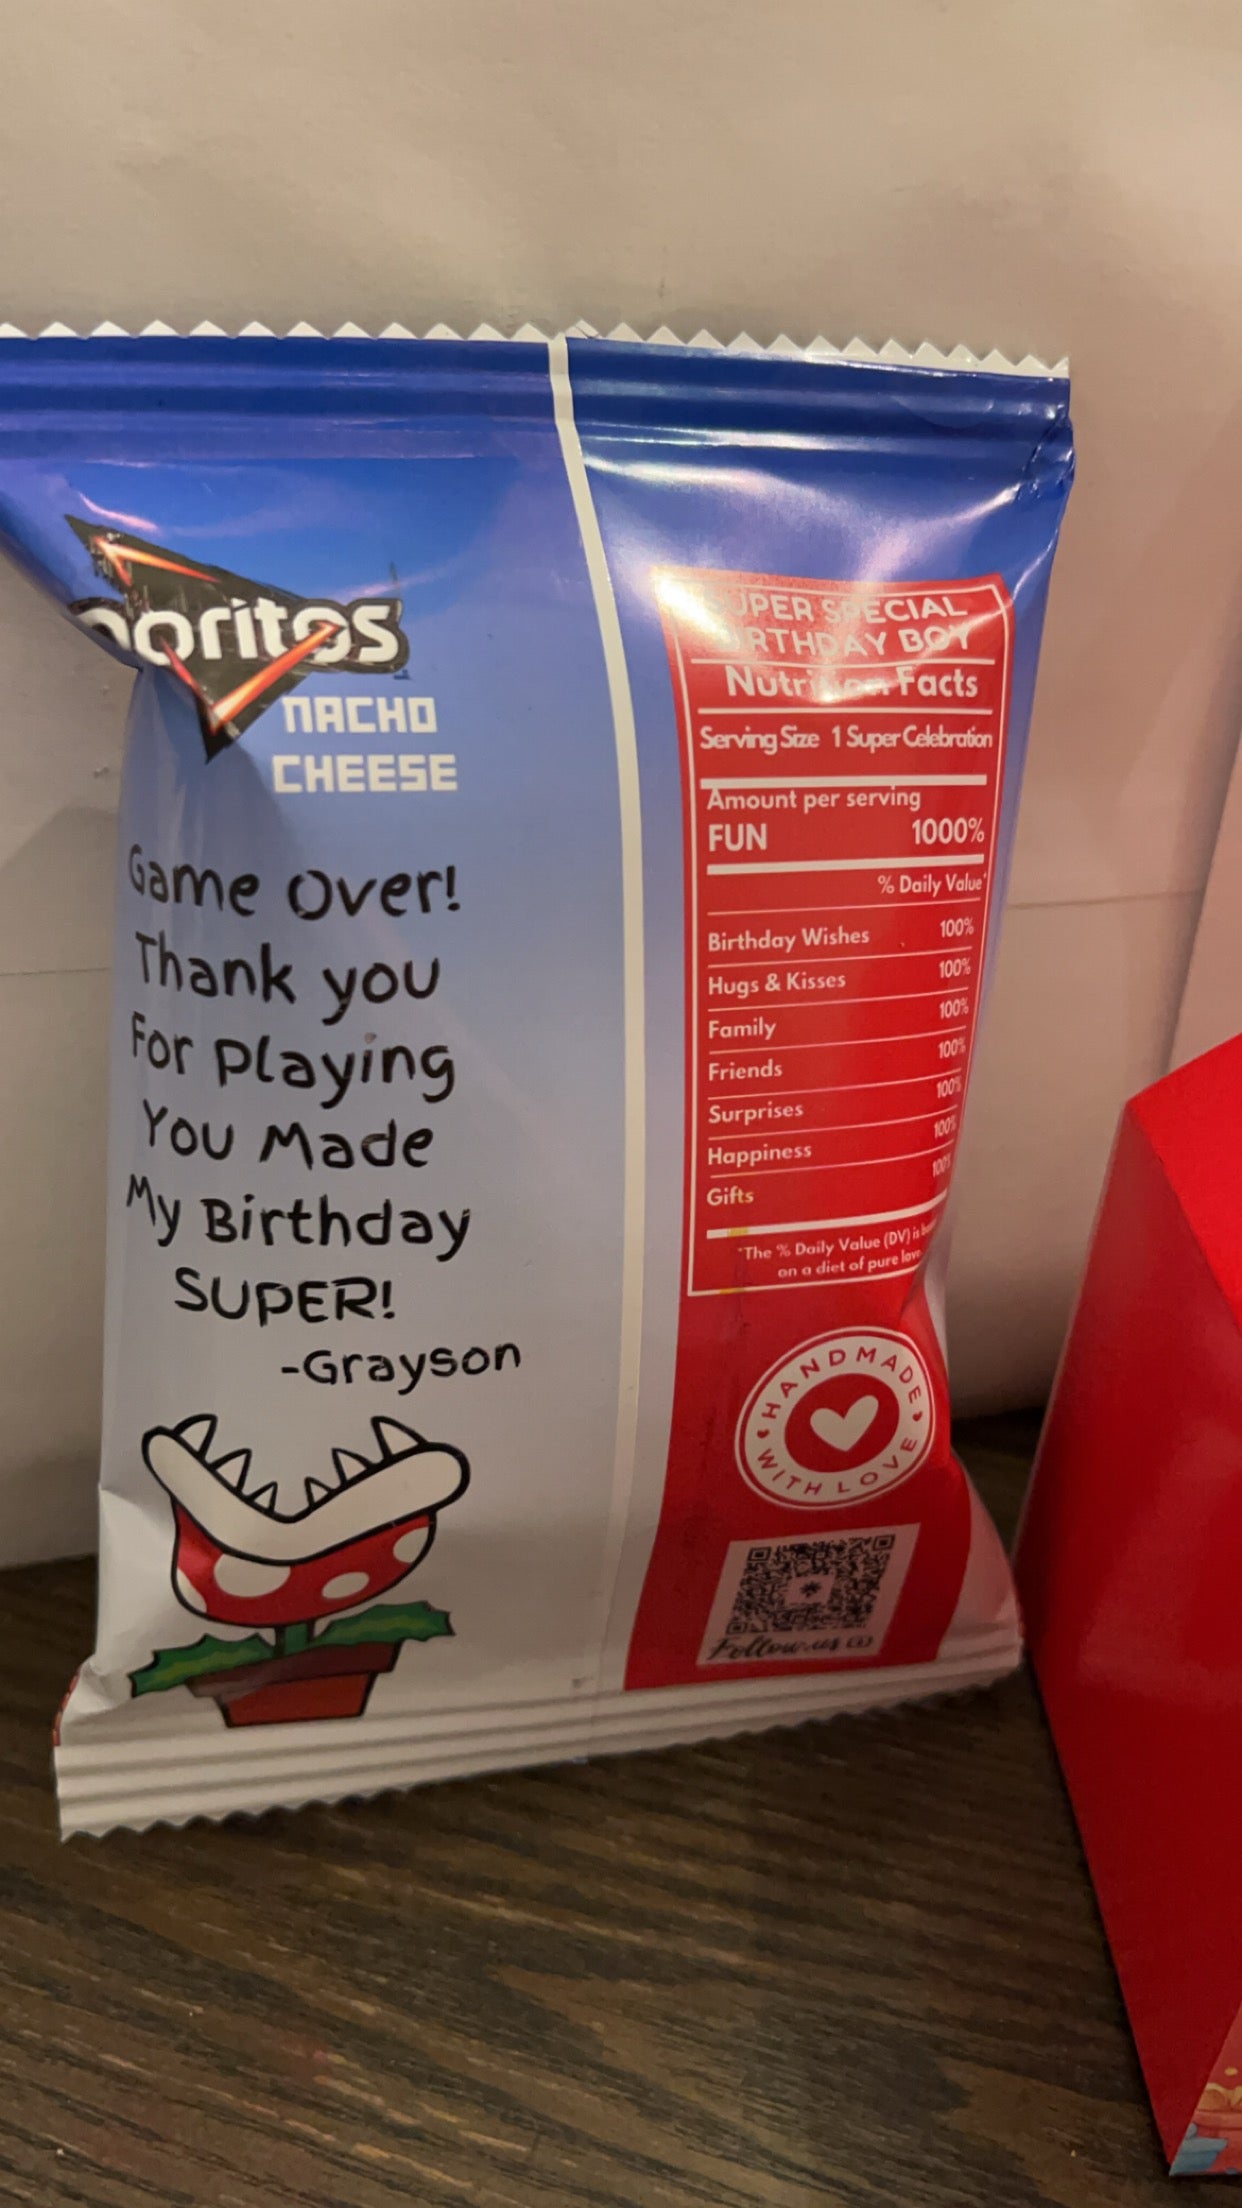 Doritos
NACHO
CHEESE
Game Over!
Thank you
For Playing
You Made
My Birthday
SUPER!
-Grayson
SUPER SPECIAL
BIRTHDAY BOY
Nutrition Facts
Serving Size 1 Super Celebration
Amount per serving
FUN 1000%
% Daily Value*
Birthday Wishes 100%
Hugs & Kisses 100%
Family 100%
Friends 100%
Surprises 100%
Happiness 100%
Gifts 100%
*The % Daily Value (DV) is
on a diet of pure love
HANDMADE
WITH LOVE
Follow us